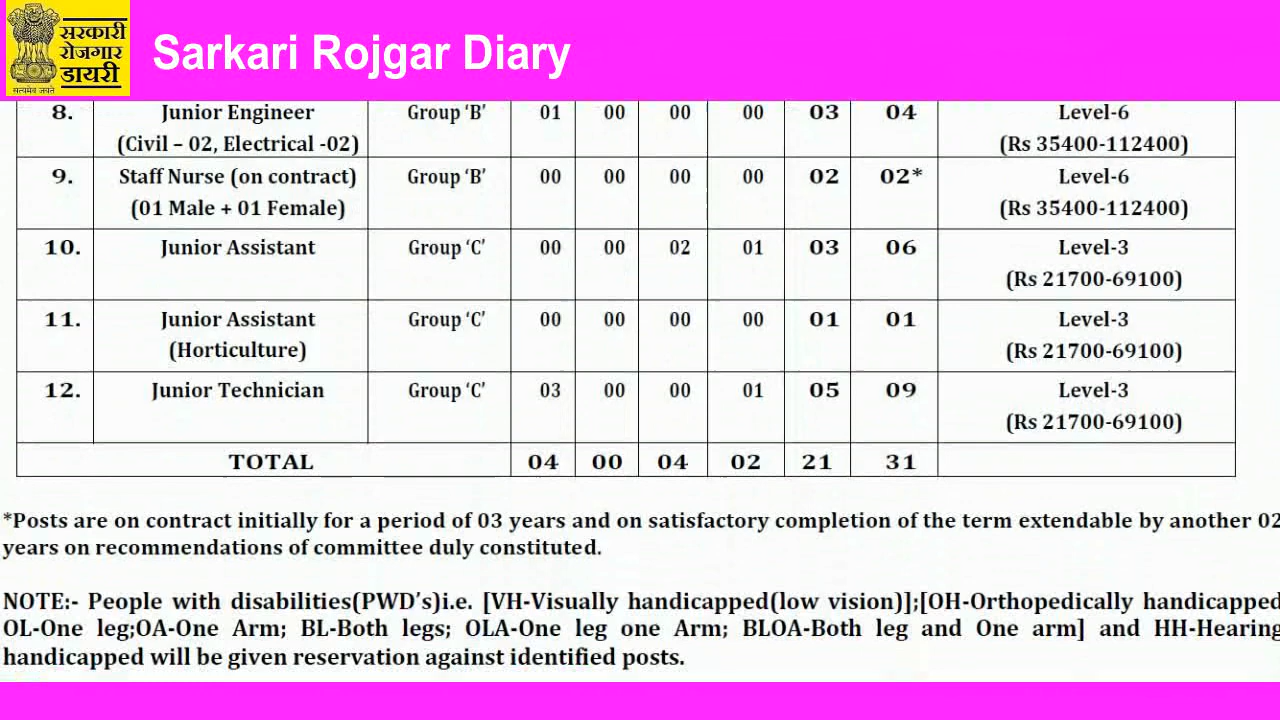 सरकारी
रोजगार
डायरी
सत्यमेव जयते
Sarkari Rojgar Diary
8. Junior Engineer Group ‘B’ 01 00 00 00 03 04 Level-6
(Civil – 02, Electrical -02) (Rs 35400-112400)
9. Staff Nurse (on contract) Group ‘B’ 00 00 00 00 02 02* Level-6
(01 Male + 01 Female) (Rs 35400-112400)
10. Junior Assistant Group ‘C’ 00 00 02 01 03 06 Level-3
(Rs 21700-69100)
11. Junior Assistant Group ‘C’ 00 00 00 00 01 01 Level-3
(Horticulture) (Rs 21700-69100)
12. Junior Technician Group ‘C’ 03 00 00 01 05 09 Level-3
(Rs 21700-69100)
TOTAL 04 00 04 02 21 31
*Posts are on contract initially for a period of 03 years and on satisfactory completion of the term extendable by another 02
years on recommendations of committee duly constituted.
NOTE:- People with disabilities(PWD’s)i.e. [VH-Visually handicapped(low vision)];[OH-Orthopedically handicapped
OL-One leg;OA-One Arm; BL-Both legs; OLA-One leg one Arm; BLOA-Both leg and One arm] and HH-Hearing
handicapped will be given reservation against identified posts.